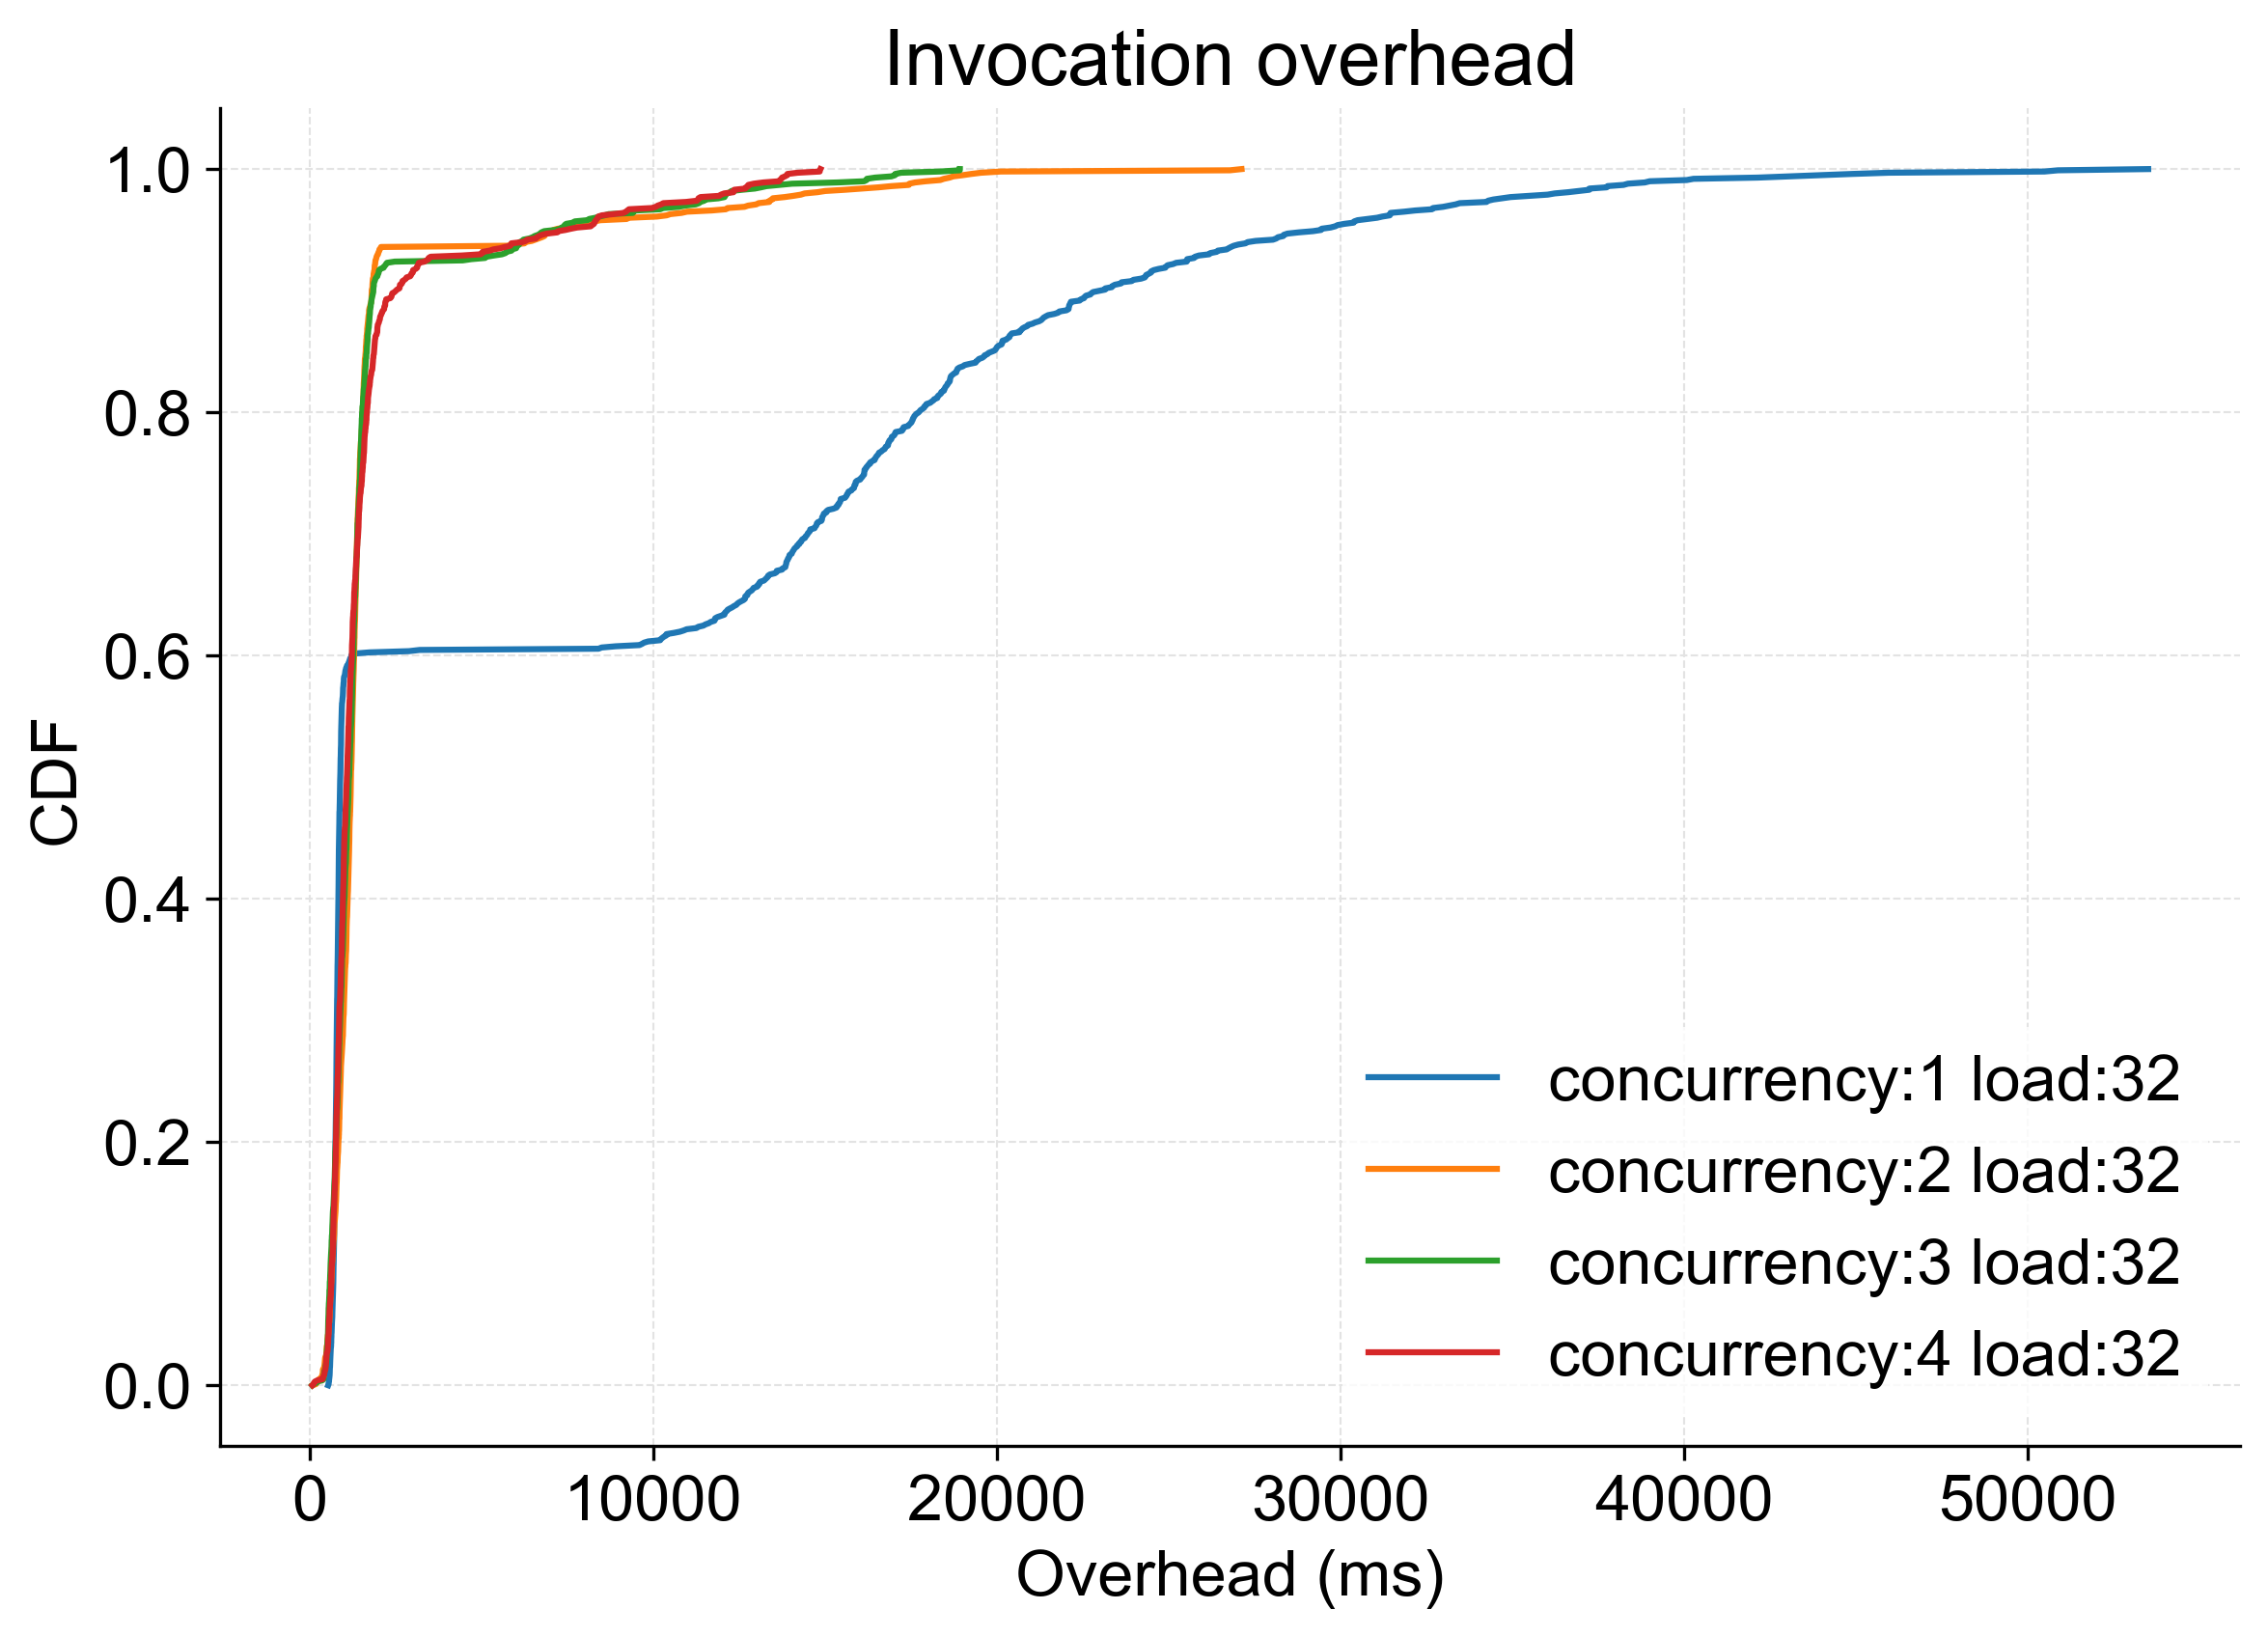 Invocation overhead
1.0
0.8
0.6
0.4
0.2
0.0
CDF
concurrency:1 load:32
concurrency:2 load:32
concurrency:3 load:32
concurrency:4 load:32
0 10000 20000 30000 40000 50000
Overhead (ms)